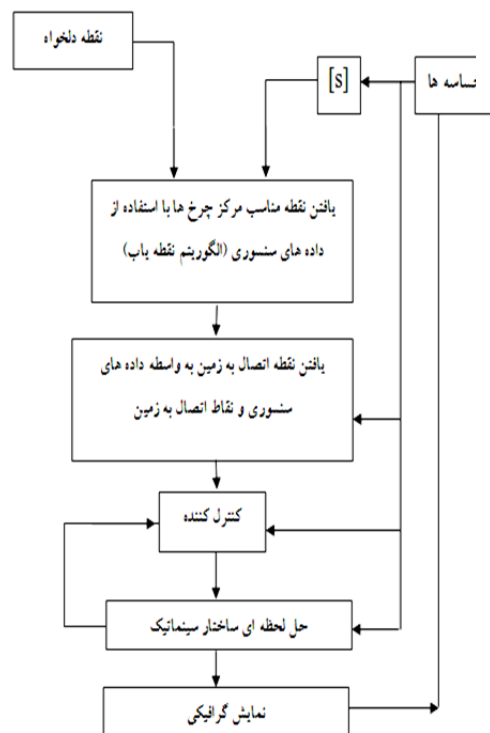 نقطه دلخواه
[s]
حساسه ها
یافتن نقطه مناسب مرکز چرخ ها با استفاده از
داده های سنسوری (الگوریتم نقطه یاب)
یافتن نقطه اتصال به زمین به واسطه داده های
سنسوری و نقاط اتصال به زمین
کنترل کننده
حل لحظه ای ساختار سینماتیک
نمایش گرافیکی